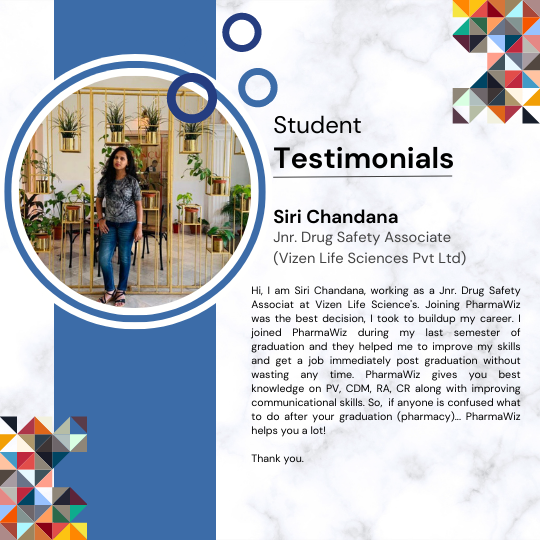 Student
Testimonials
Siri Chandana
Jnr. Drug Safety Associate
(Vizen Life Sciences Pvt Ltd)
Hi, I am Siri Chandana, working as a Jnr. Drug Safety
Associat at Vizen Life Science's. Joining PharmaWiz
was the best decision, I took to buildup my career. I
joined PharmaWiz during my last semester of
graduation and they helped me to improve my skills
and get a job immediately post graduation without
wasting any time. PharmaWiz gives you best
knowledge on PV, CDM, RA, CR along with improving
communicational skills. So, if anyone is confused what
to do after your graduation (pharmacy)... PharmaWiz
helps you a lot!
Thank you.